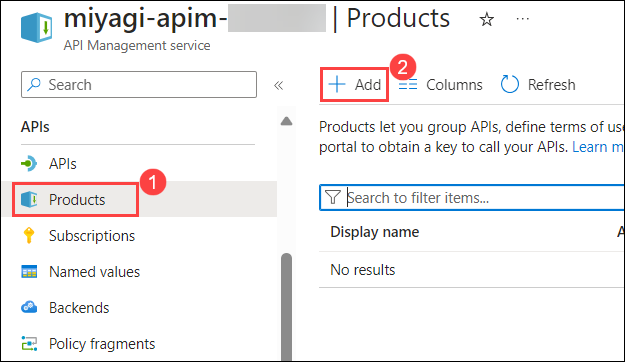 miyagi-apim- | Products
API Management service
Search
APIs
APIs
Products
1
Subscriptions
Named values
Backends
Policy fragments
2
Add
Columns
Refresh
Products let you group APIs, define terms of use
portal to obtain a key to call your APIs. Learn m
Search to filter items...
Display name
No results